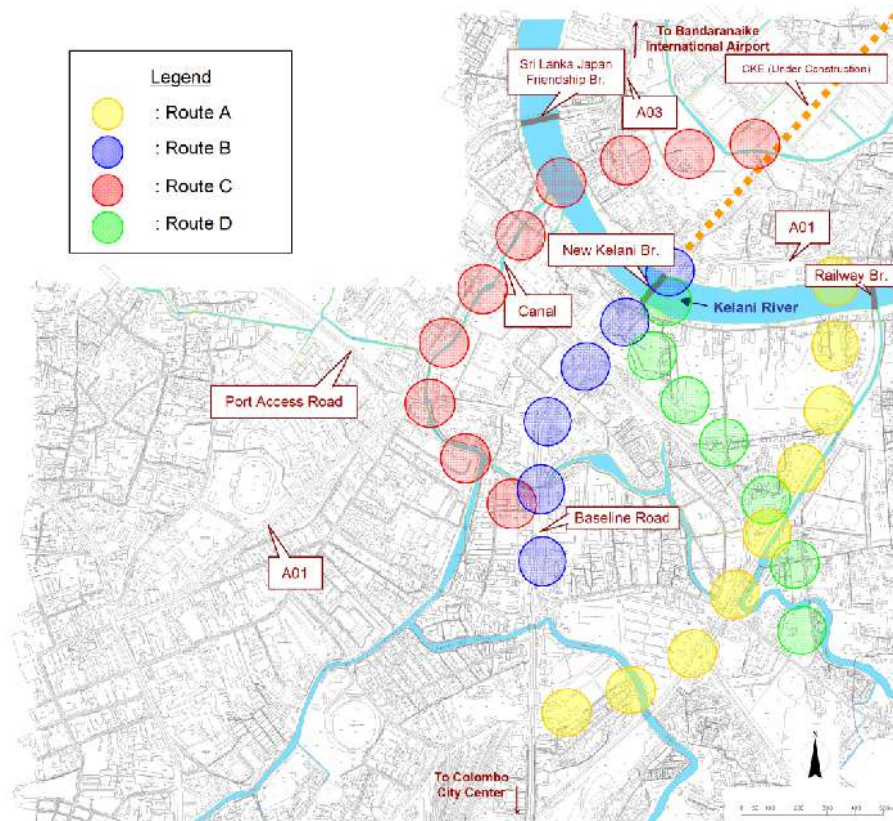 Legend
: Route A
: Route B
: Route C
: Route D
To Bandaranaike
International Airport
Sri Lanka Japan
Friendship Br.
CKE (Under Construction)
A03
A01
New Kelani Br.
Railway Br.
Kelani River
Canal
Port Access Road
Baseline Road
A01
To Colombo
City Center
N